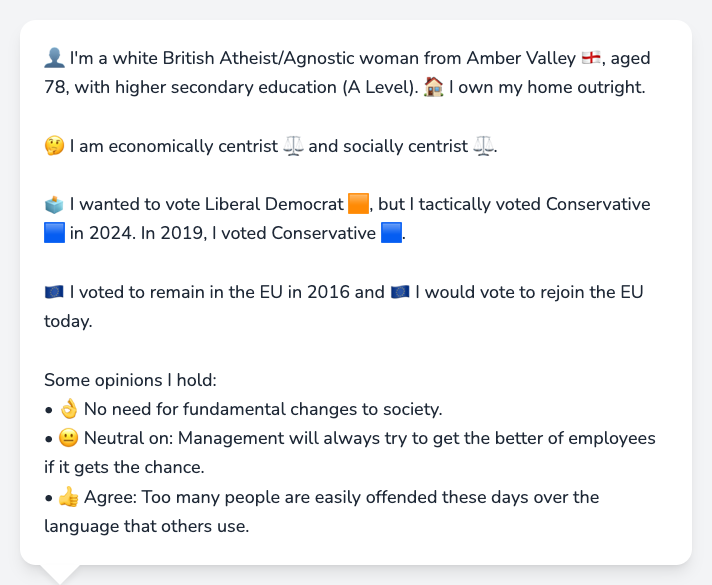 👤 I'm a white British Atheist/Agnostic woman from Amber Valley 🏴󠁧󠁢󠁥󠁮󠁧󠁿, aged
78, with higher secondary education (A Level). 🏠 I own my home outright.
🤔 I am economically centrist ⚖️ and socially centrist ⚖️.
🗳️ I wanted to vote Liberal Democrat 🟧, but I tactically voted Conservative
🟦 in 2024. In 2019, I voted Conservative 🟦.
🇪🇺 I voted to remain in the EU in 2016 and 🇪🇺 I would vote to rejoin the EU
today.
Some opinions I hold:
• 👌 No need for fundamental changes to society.
• 😐 Neutral on: Management will always try to get the better of employees
if it gets the chance.
• 👍 Agree: Too many people are easily offended these days over the
language that others use.